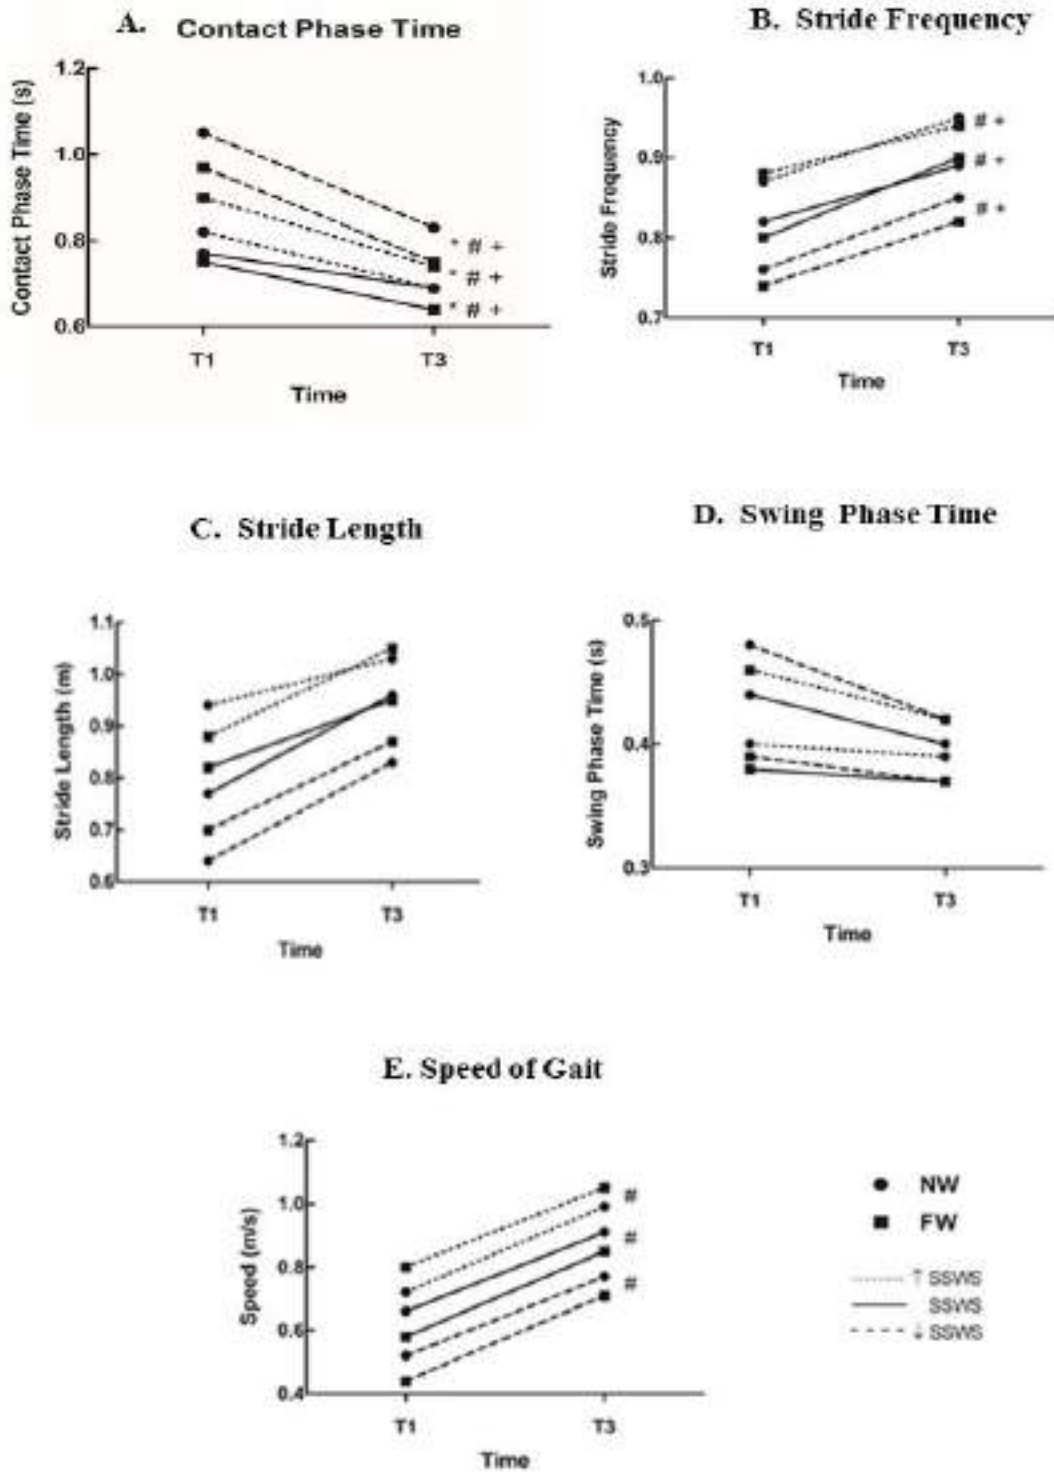 A. Contact Phase Time
Contact Phase Time (s)
1.2
1.0
0.8
0.6
* # +
* # +
* # +
T1 T3
Time
B. Stride Frequency
Stride Frequency
1.0
0.9
0.8
0.7
# +
# +
# +
T1 T3
Time
C. Stride Length
Stride Length (m)
1.1
1.0
0.9
0.8
0.7
0.6
T1 T3
Time
D. Swing Phase Time
Swing Phase Time (s)
0.5
0.4
0.3
T1 T3
Time
E. Speed of Gait
Speed (m/s)
1.2
1.0
0.8
0.6
0.4
#
#
#
T1 T3
Time
NW
FW
↑ SSWS
SSWS
↓ SSWS